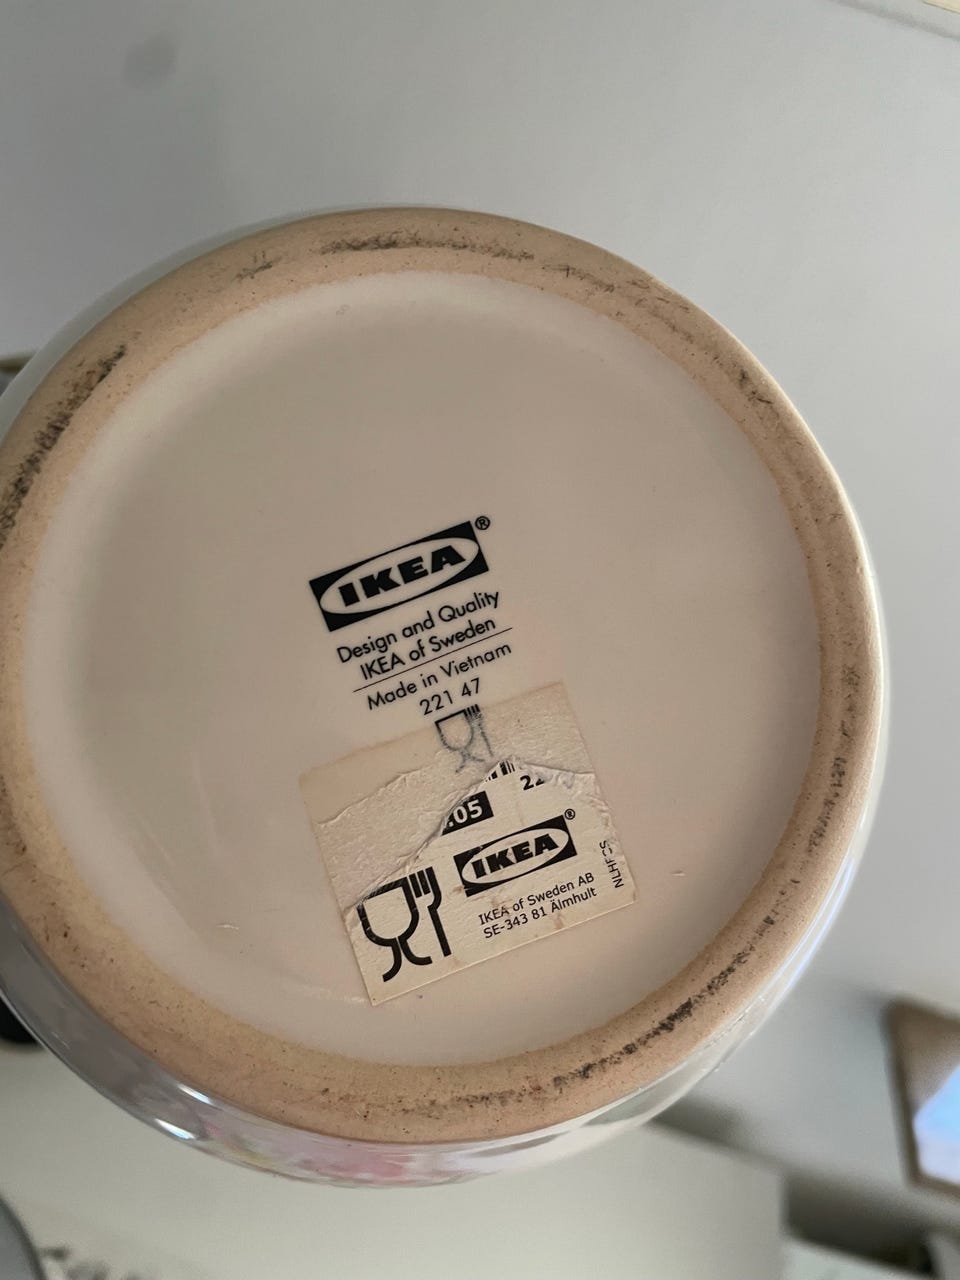 IKEA®
Design and Quality
IKEA of Sweden
Made in Vietnam
221 47
.05
IKEA®
IKEA of Sweden AB
SE-343 81 Älmhult